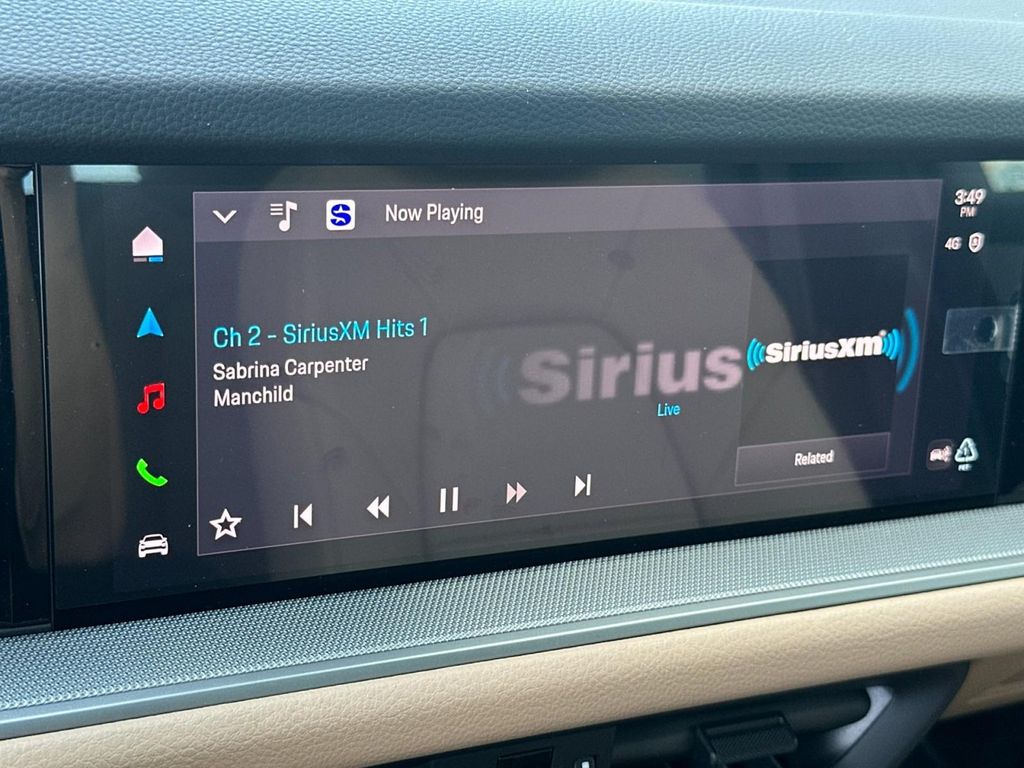 Now Playing
3:49
PM
4G
Ch 2 - SiriusXM Hits 1
Sabrina Carpenter
Manchild
Sirius
SiriusXM
Live
Related